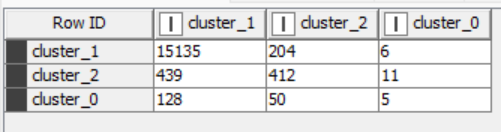 Row ID I cluster_1 I cluster_2 I cluster_0
cluster_1 15135 204 6
cluster_2 439 412 11
cluster_0 128 50 5